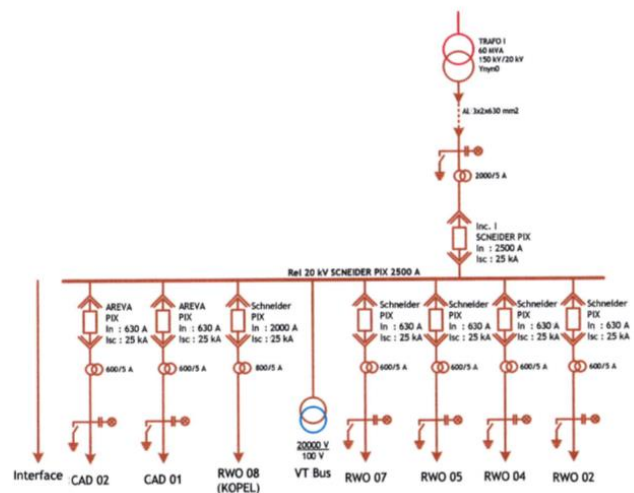 TRAFO I
60 MVA
150 kV/20 kV
Ynyn0
AL 3x2x630 mm2
2000/5 A
Inc. I
SCNEIDER PIX
In : 2500 A
Isc : 25 kA
Rel 20 kV SCNEIDER PIX 2500 A
AREVA
PIX
In : 630 A
Isc : 25 kA
AREVA
PIX
In : 630 A
Isc : 25 kA
Schneider
PIX
In : 2000 A
Isc : 25 kA
Schneider
PIX
In : 630 A
Isc : 25 kA
Schneider
PIX
In : 630 A
Isc : 25 kA
Schneider
PIX
In : 630 A
Isc : 25 kA
Schneider
PIX
In : 630 A
Isc : 25 kA
600/5 A
600/5 A
800/5 A
600/5 A
600/5 A
600/5 A
600/5 A
20000 V
100 V
Interface
CAD 02
CAD 01
RWO 08
(KOPEL)
VT Bus
RWO 07
RWO 05
RWO 04
RWO 02